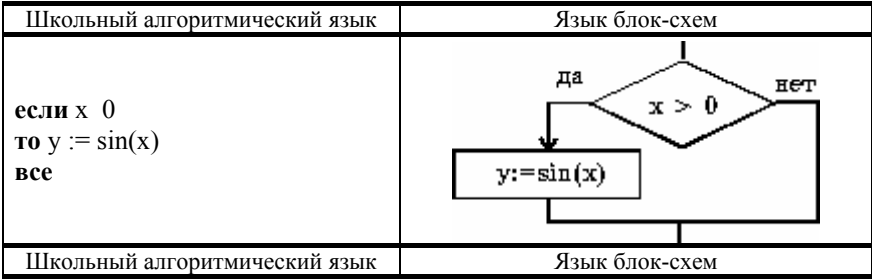 Школьный алгоритмический язык
Язык блок-схем
если x 0
то y := sin(x)
все
да
нет
x > 0
y:=sin(x)
Школьный алгоритмический язык
Язык блок-схем